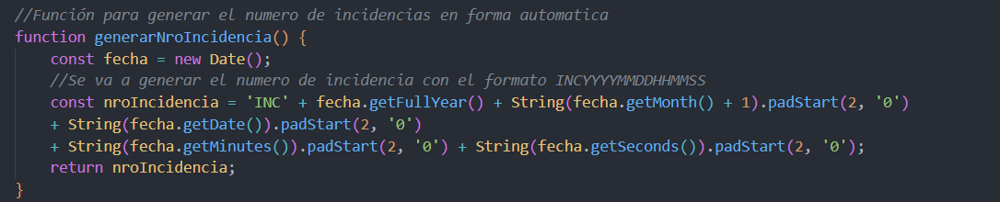 //Función para generar el numero de incidencias en forma automatica
function generarNroIncidencia() {
    const fecha = new Date();
    //Se va a generar el numero de incidencia con el formato INCYYYYMMDDHHMMSS
    const nroIncidencia = 'INC' + fecha.getFullYear() + String(fecha.getMonth() + 1).padStart(2, '0')
    + String(fecha.getDate()).padStart(2, '0')
    + String(fecha.getMinutes()).padStart(2, '0') + String(fecha.getSeconds()).padStart(2, '0');
    return nroIncidencia;
}